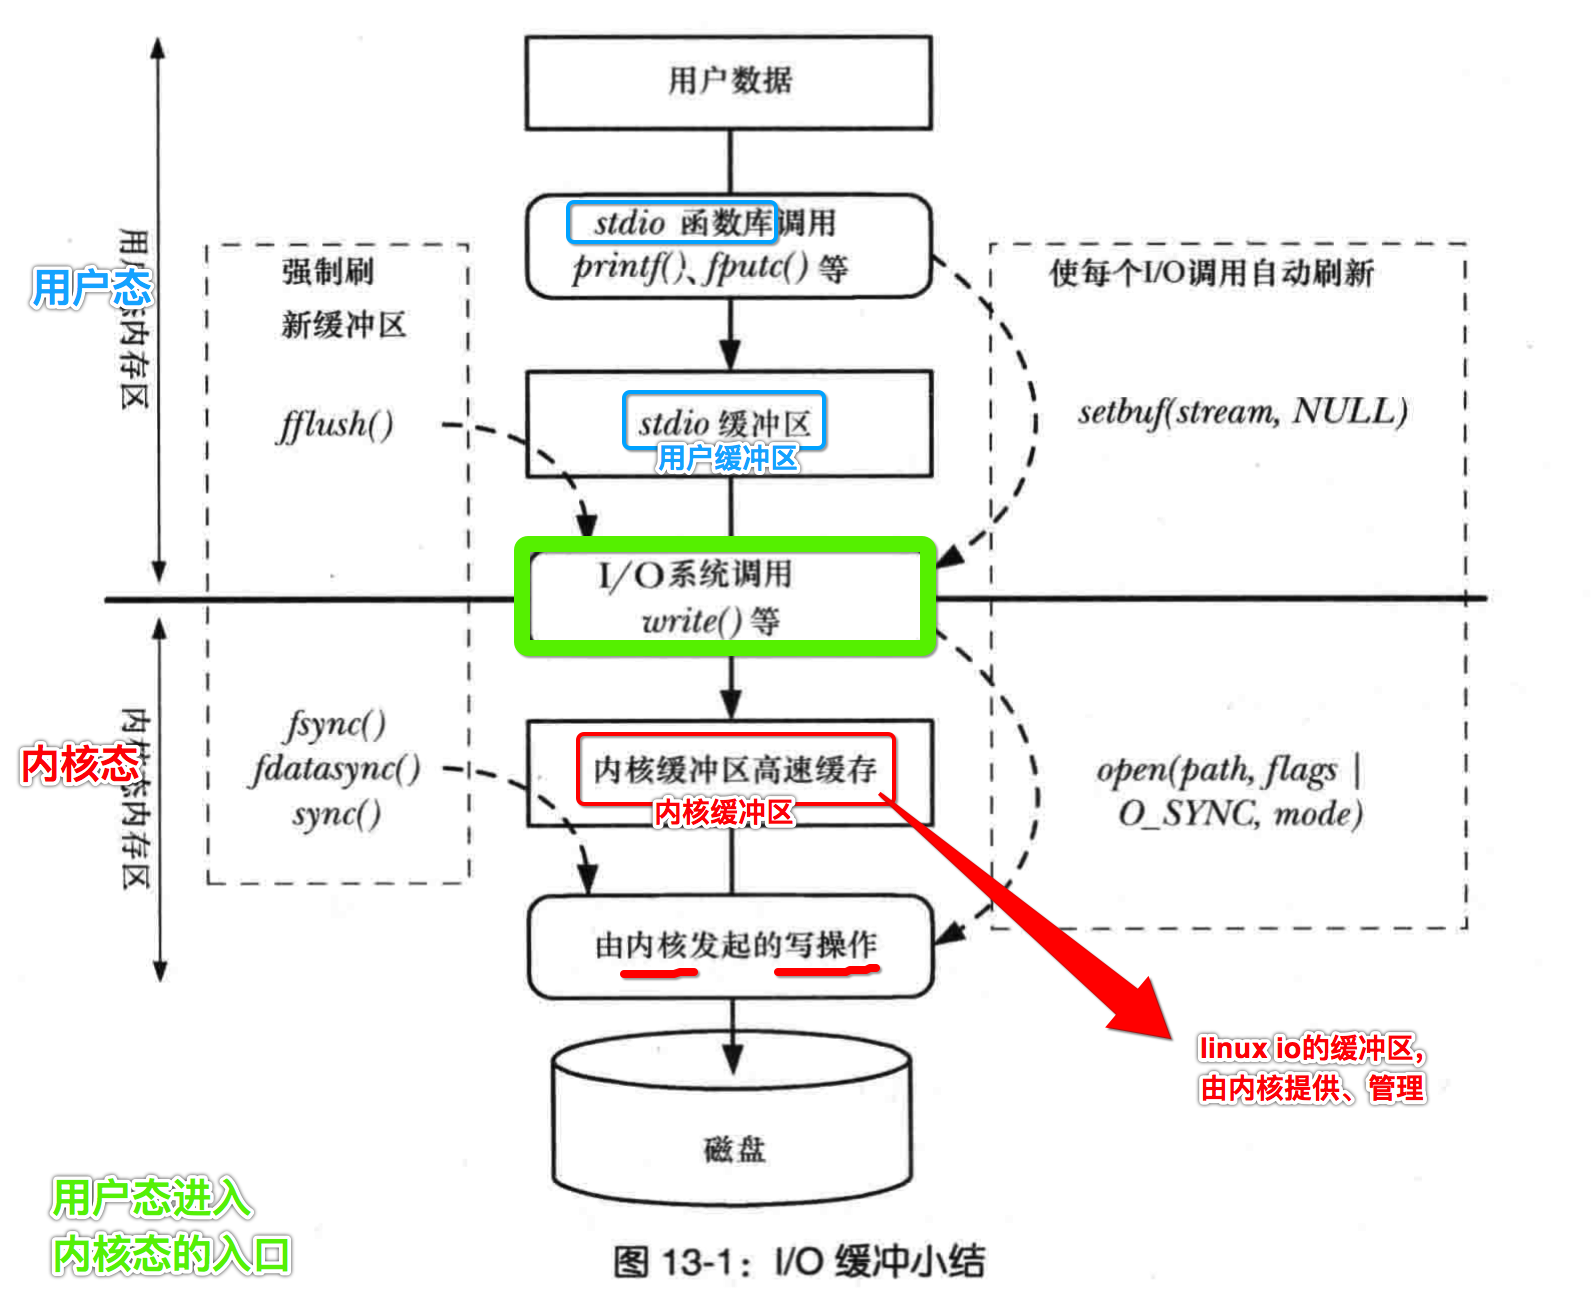 用户数据
stdio 函数库调用
printf()、fputc() 等
用户态内存区
用户态
强制刷
新缓冲区
fflush()
使每个I/O调用自动刷新
setbuf(stream, NULL)
stdio 缓冲区
用户缓冲区
I/O系统调用
write() 等
内核态内存区
内核态
fsync()
fdatasync()
sync()
内核缓冲区高速缓存
内核缓冲区
open(path, flags |
O_SYNC, mode)
由内核发起的写操作
linux io的缓冲区，
由内核提供、管理
磁盘
用户态进入
内核态的入口
图 13-1：I/O 缓冲小结